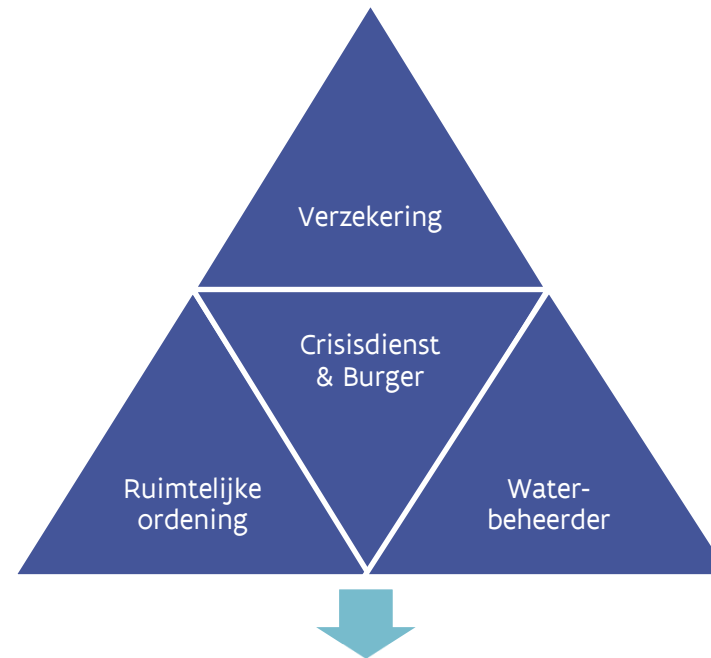 Verzekering
Crisisdienst
& Burger
Ruimtelijke
ordening
Water-
beheerder